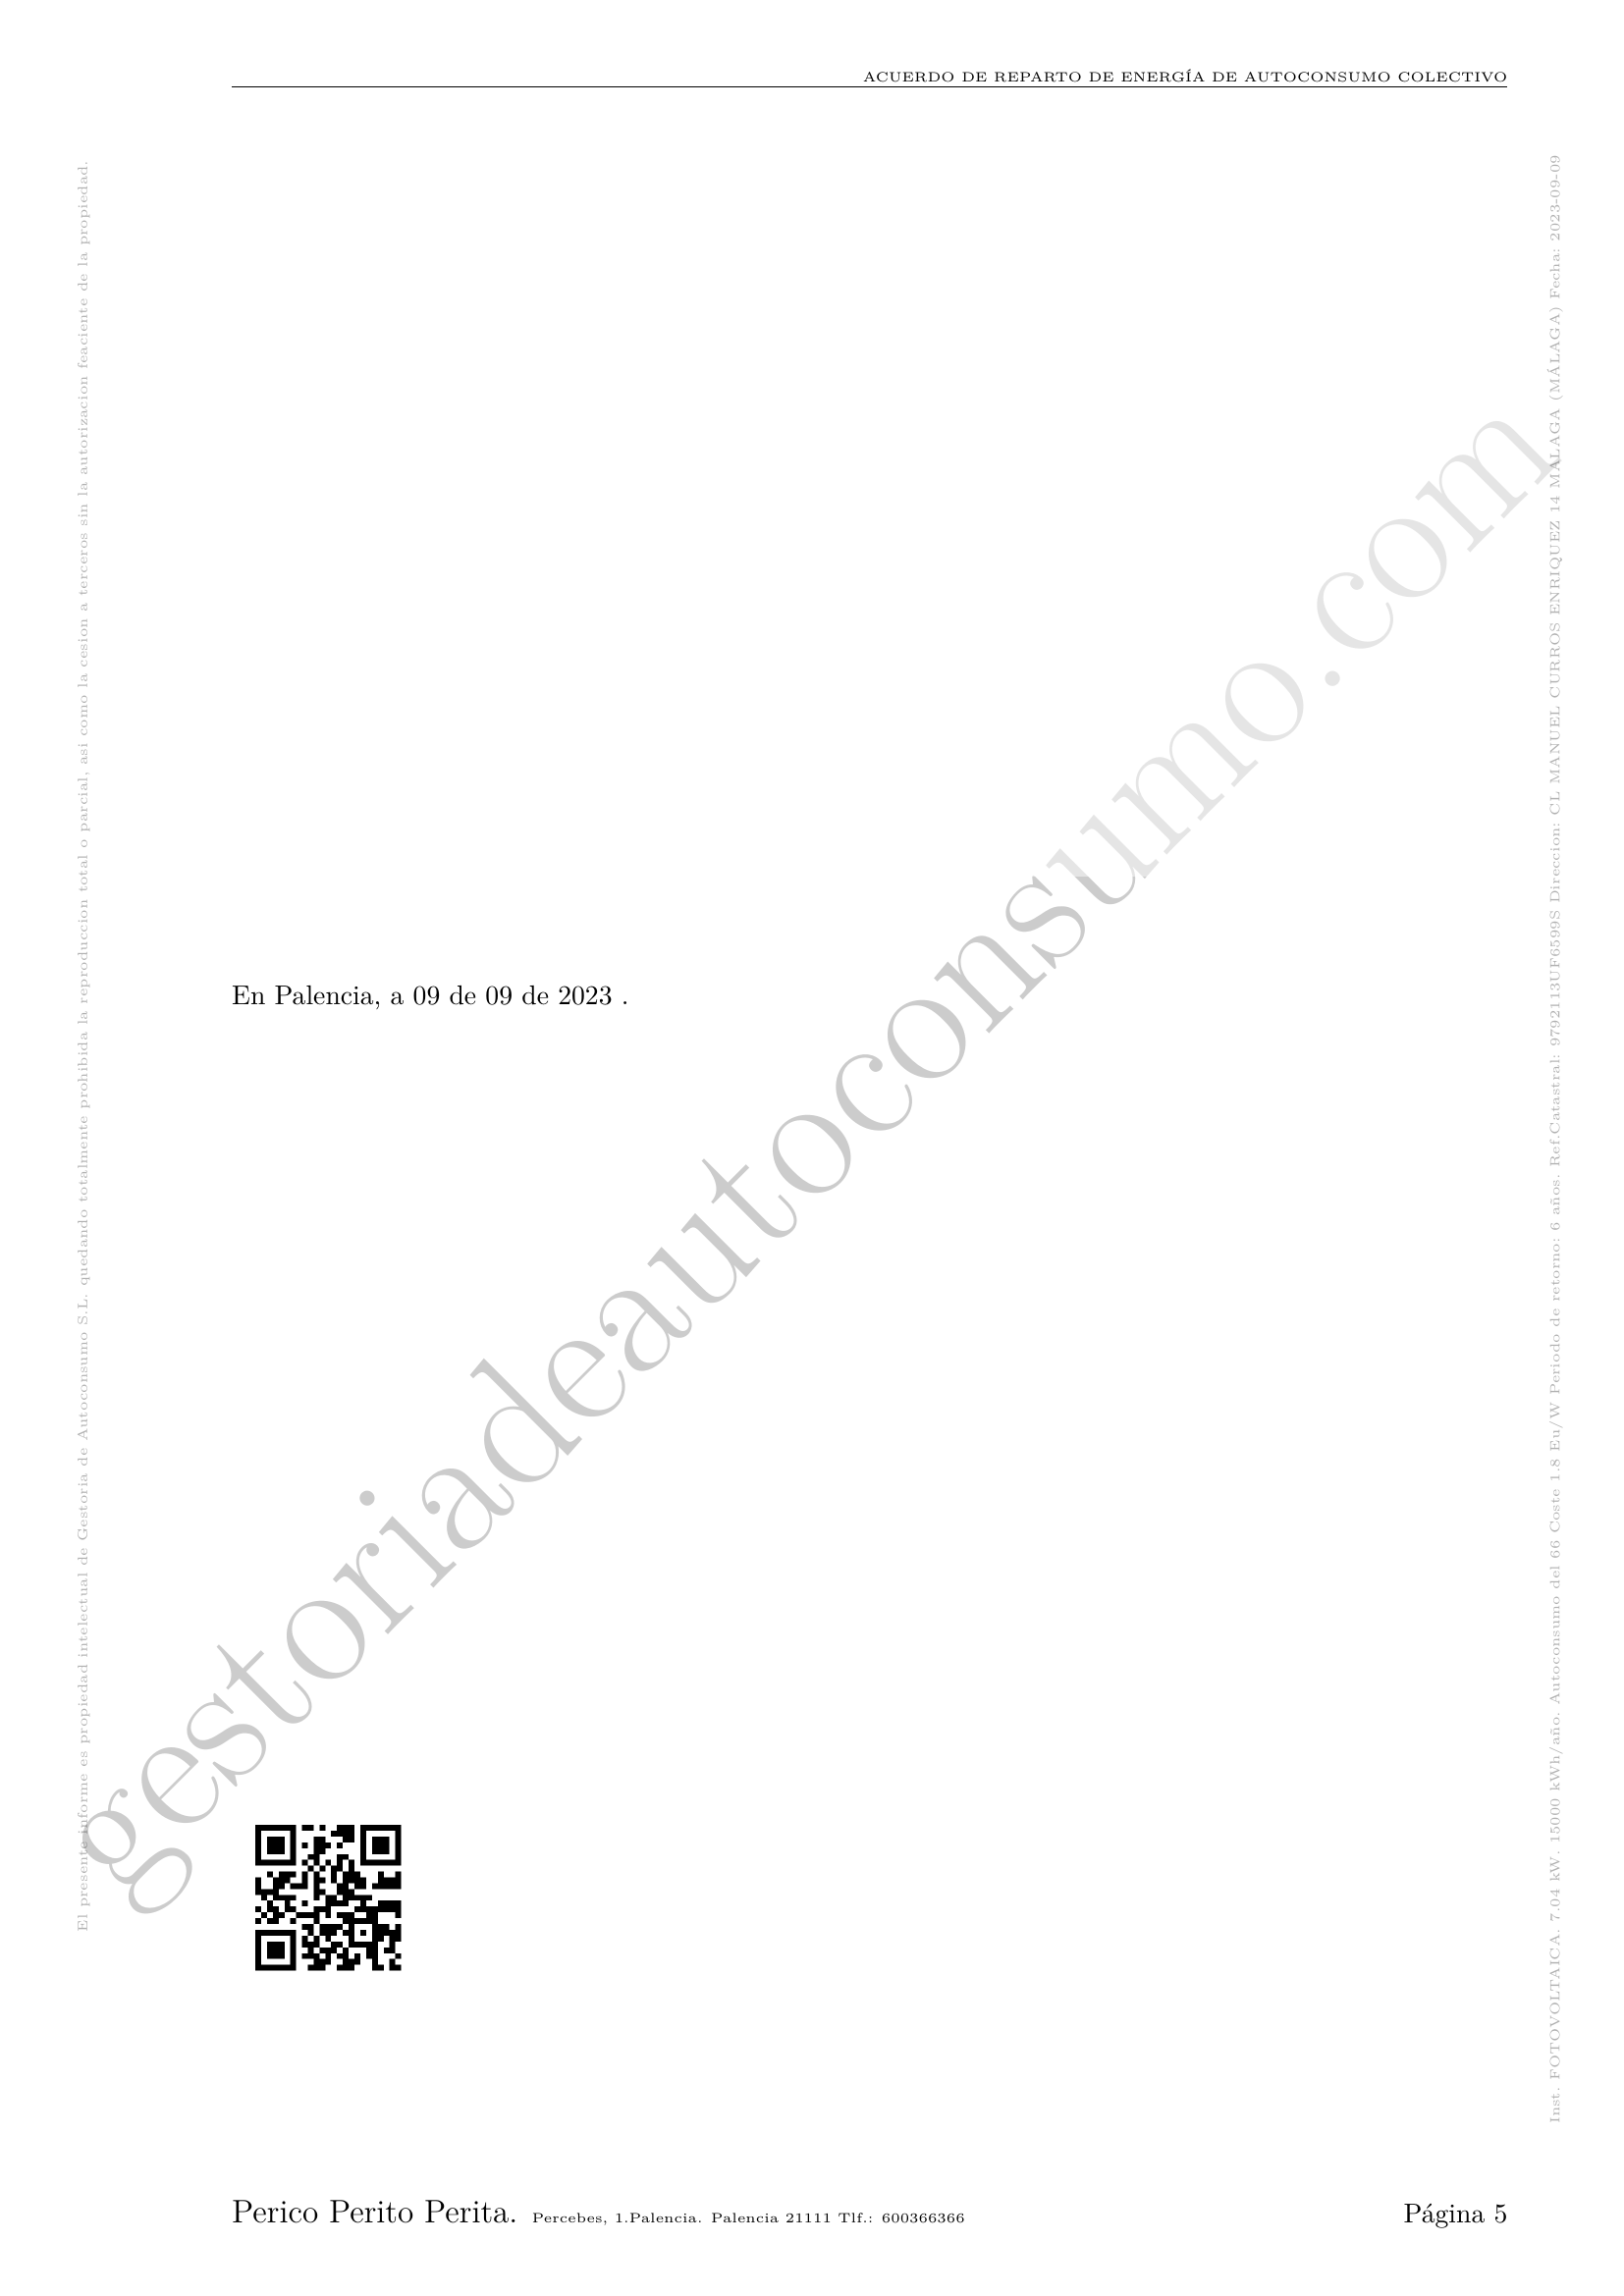 ACUERDO DE REPARTO DE ENERGÍA DE AUTOCONSUMO COLECTIVO
El presente informe es propiedad intelectual de Gestoria de Autoconsumo S.L. quedando totalmente prohibida la reproduccion total o parcial, asi como la cesion a terceros sin la autorizacion feaciente de la propiedad.
Inst. FOTOVOLTAICA. 7.04 kW. 15000 kWh/año. Autoconsumo del 66 Coste 1.8 Eu/W Periodo de retorno: 6 años. Ref.Catastral: 9792113UF6599S Direccion: CL MANUEL CURROS ENRIQUEZ 14 MALAGA (MÁLAGA) Fecha: 2023-09-09
gestoriadeautoconsumo.com
En Palencia, a 09 de 09 de 2023 .
Perico Perito Perita. Percebes, 1.Palencia. Palencia 21111 Tlf.: 600366366
Página 5